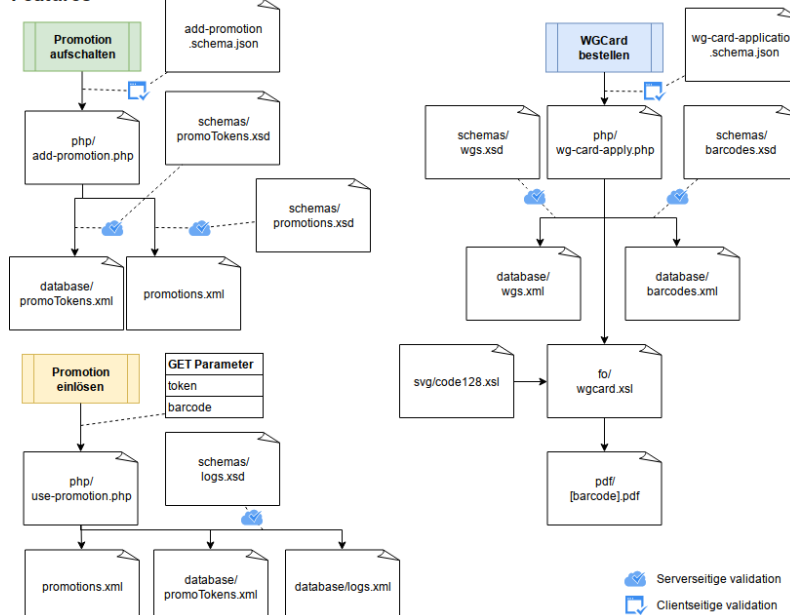 Promotion
aufschalten
add-promotion
.schema.json
php/
add-promotion.php
schemas/
promoTokens.xsd
schemas/
promotions.xsd
database/
promoTokens.xml
promotions.xml
Promotion
einlösen
GET Parameter
token
barcode
php/
use-promotion.php
schemas/
logs.xsd
promotions.xml
database/
promoTokens.xml
database/logs.xml
WGCard
bestellen
wg-card-application
.schema.json
schemas/
wgs.xsd
php/
wg-card-apply.php
schemas/
barcodes.xsd
database/
wgs.xml
database/
barcodes.xml
svg/code128.xsl
fo/
wgcard.xsl
pdf/
[barcode].pdf
Serverseitige validation
Clientseitige validation